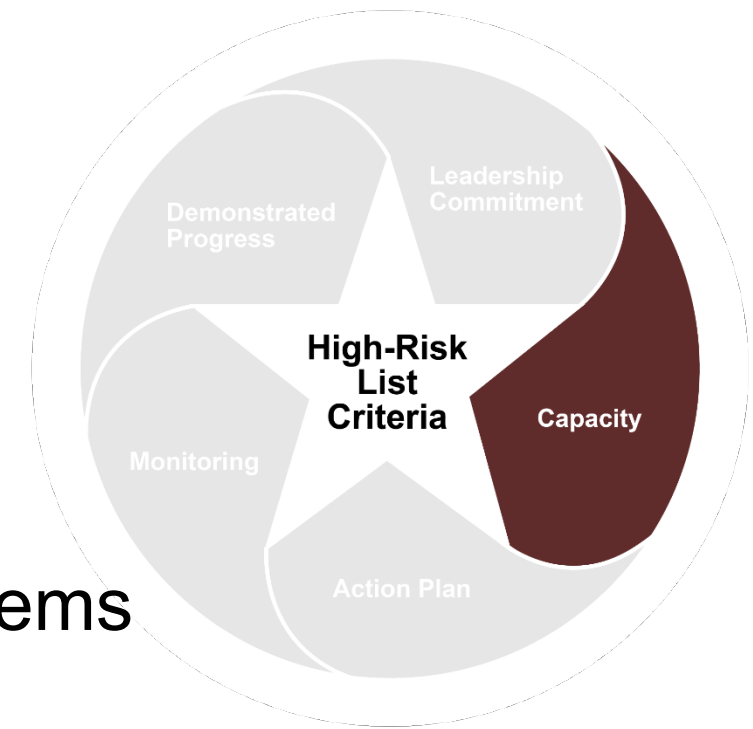 Leadership
Commitment
Demonstrated
Progress
High-Risk
List
Criteria
Capacity
Monitoring
Action Plan
ems